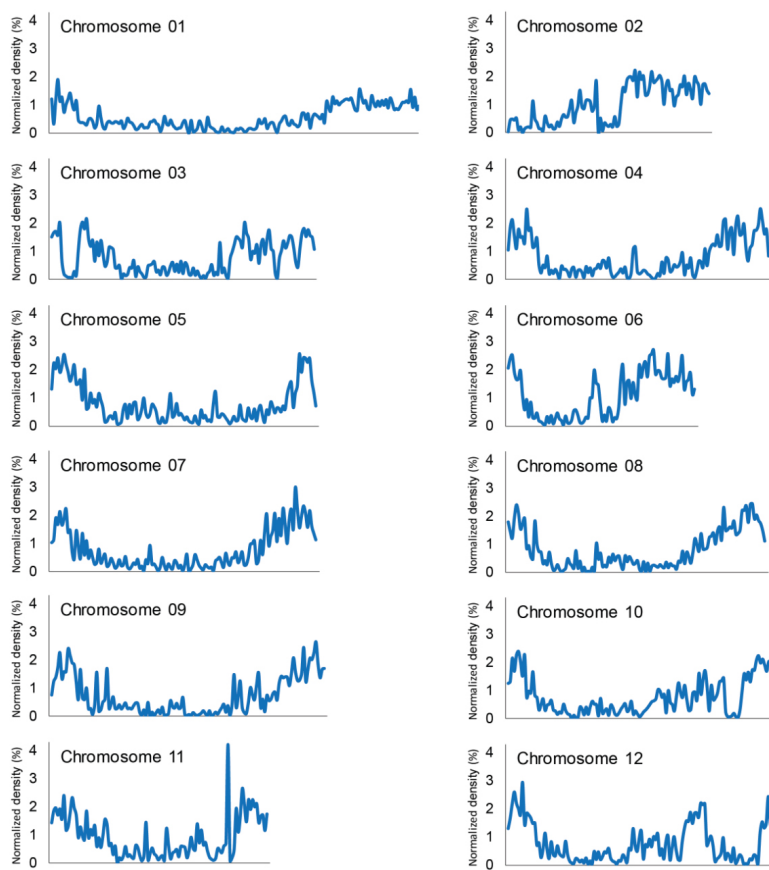 Chromosome 01
Normalized density (%)
4
3
2
1
0
Chromosome 02
Normalized density (%)
4
3
2
1
0
Chromosome 03
Normalized density (%)
4
3
2
1
0
Chromosome 04
Normalized density (%)
4
3
2
1
0
Chromosome 05
Normalized density (%)
4
3
2
1
0
Chromosome 06
Normalized density (%)
4
3
2
1
0
Chromosome 07
Normalized density (%)
4
3
2
1
0
Chromosome 08
Normalized density (%)
4
3
2
1
0
Chromosome 09
Normalized density (%)
4
3
2
1
0
Chromosome 10
Normalized density (%)
4
3
2
1
0
Chromosome 11
Normalized density (%)
4
3
2
1
0
Chromosome 12
Normalized density (%)
4
3
2
1
0